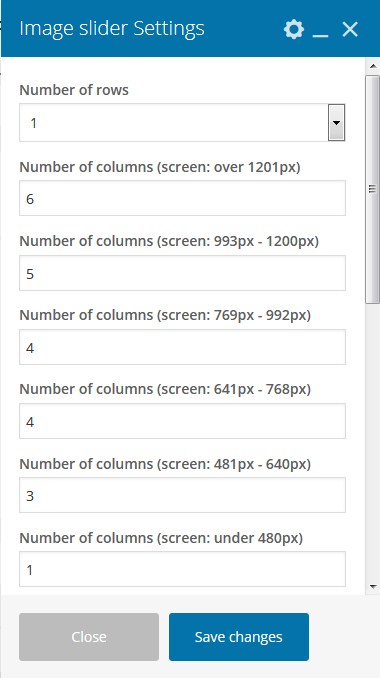 Image slider Settings
Number of rows
1
Number of columns (screen: over 1201px)
6
Number of columns (screen: 993px - 1200px)
5
Number of columns (screen: 769px - 992px)
4
Number of columns (screen: 641px - 768px)
4
Number of columns (screen: 481px - 640px)
3
Number of columns (screen: under 480px)
1
Close Save changes